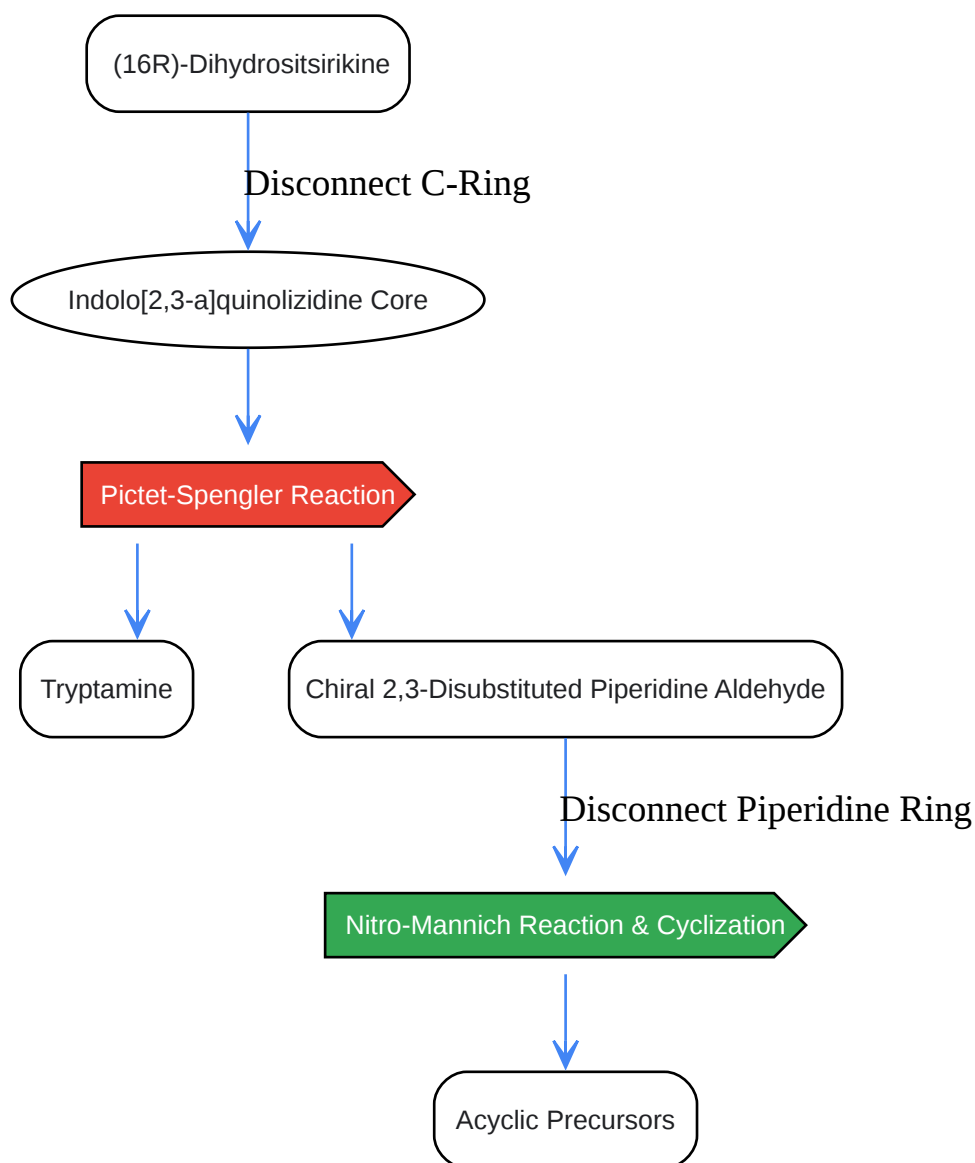 (16R)-Dihydrositsirikine
Disconnect C-Ring
Indolo[2,3-a]quinolizidine Core
Pictet-Spengler Reaction
Tryptamine
Chiral 2,3-Disubstituted Piperidine Aldehyde
Disconnect Piperidine Ring
Nitro-Mannich Reaction & Cyclization
Acyclic Precursors